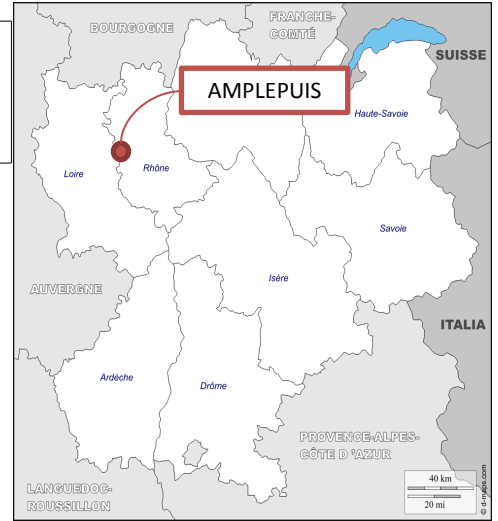 BOURGOGNE
FRANCHE-
COMTÉ
SUISSE
AMPLEPUIS
Haute-Savoie
Loire
Rhône
Savoie
Isère
AUVERGNE
ITALIA
Ardèche
Drôme
PROVENCE-ALPES-
CÔTE D 'AZUR
LANGUEDOC-
ROUSSILLON
40 km
20 mi
© d-maps.com